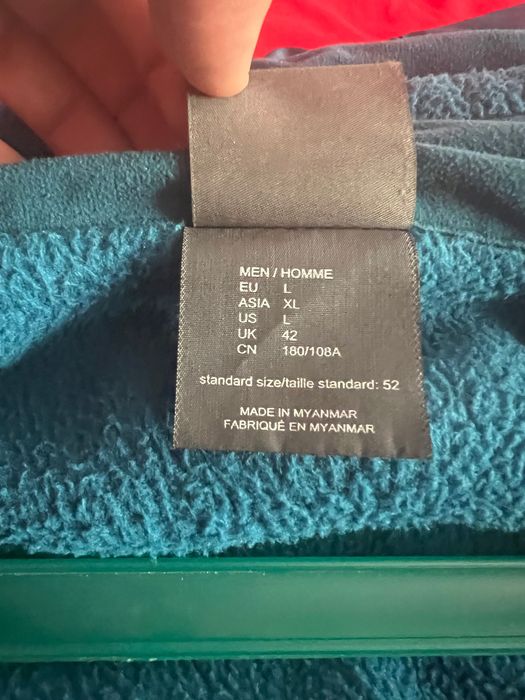 MEN / HOMME
EU L
ASIA XL
US L
UK 42
CN 180/108A
standard size/taille standard: 52
MADE IN MYANMAR
FABRIQUÉ EN MYANMAR